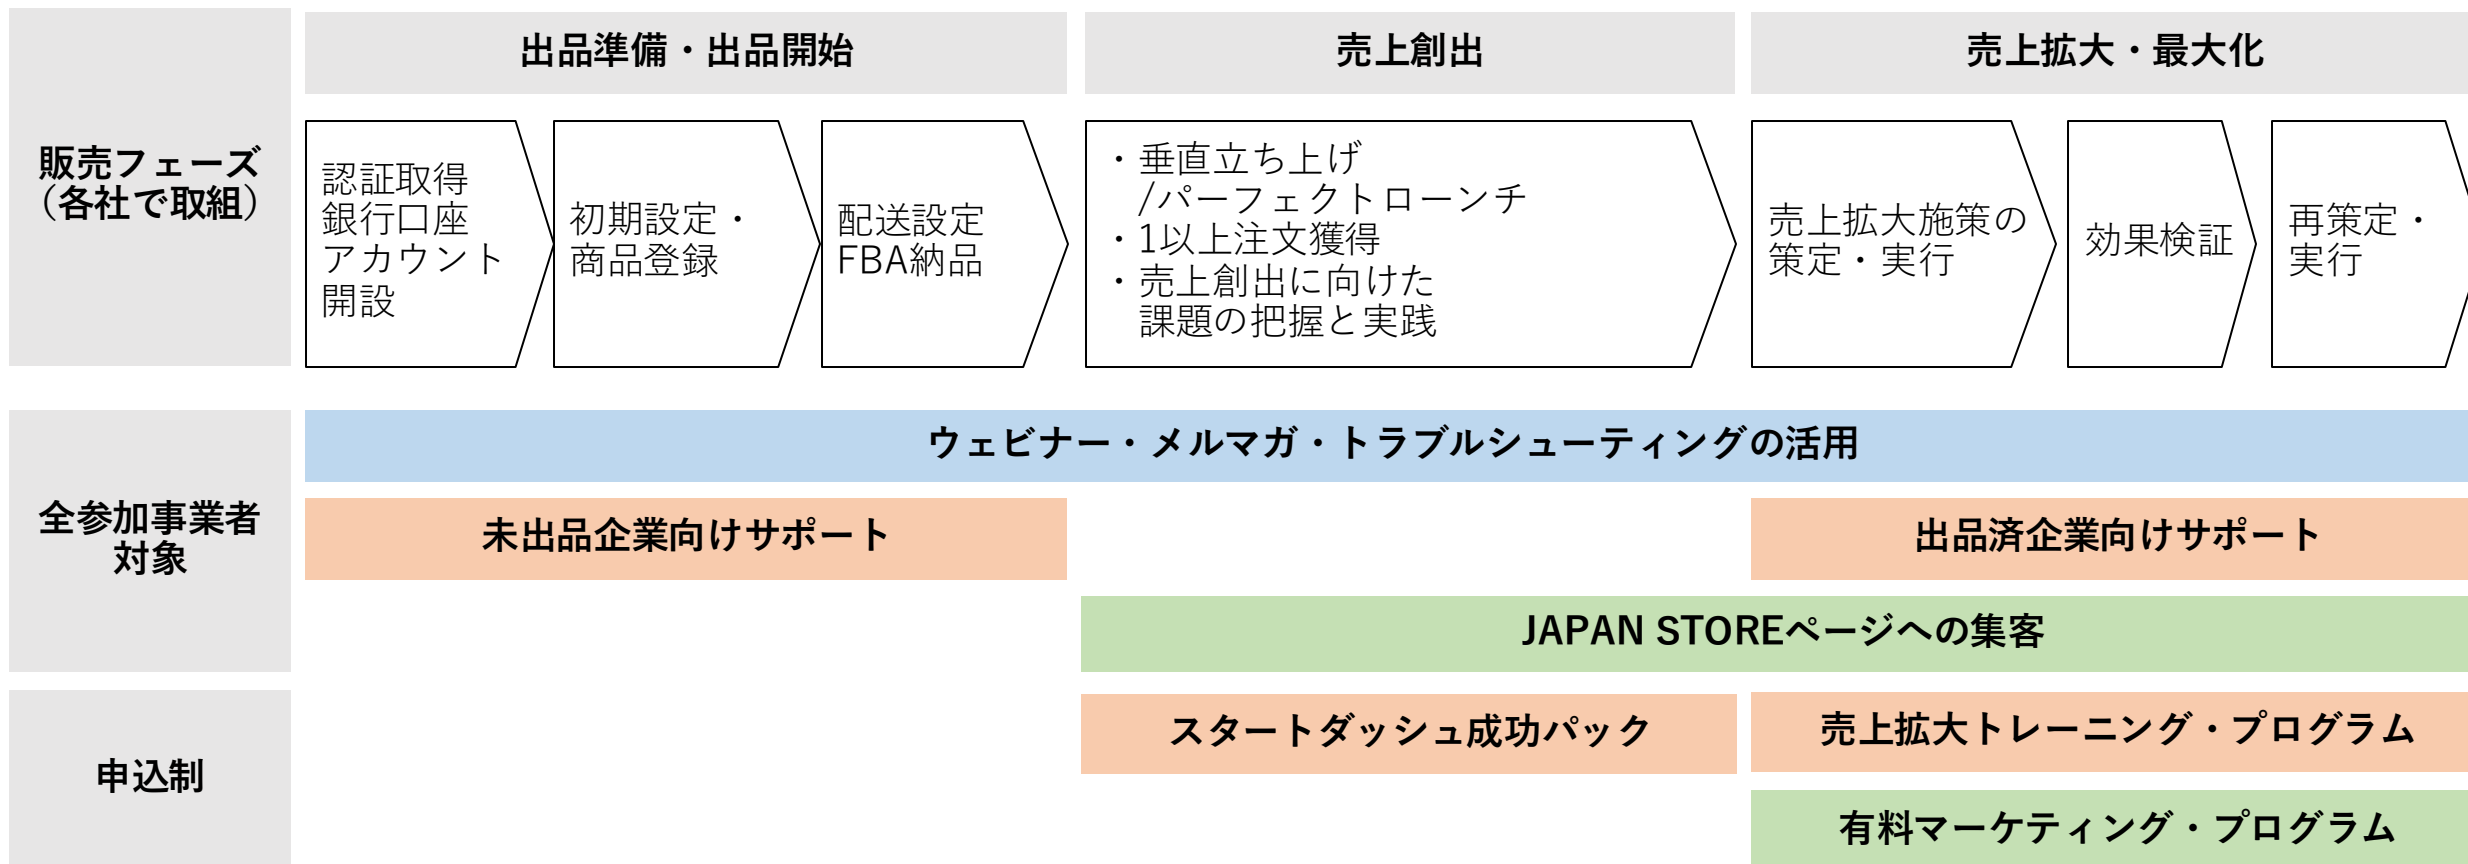 出品準備・出品開始
売上創出
売上拡大・最大化
販売フェーズ
（各社で取組）
認証取得
銀行口座
アカウント
開設
初期設定・
商品登録
配送設定
FBA納品
・垂直立ち上げ
/パーフェクトローンチ
・1以上注文獲得
・売上創出に向けた
課題の把握と実践
売上拡大施策の
策定・実行
効果検証
再策定・
実行
全参加事業者
対象
ウェビナー・メルマガ・トラブルシューティングの活用
未出品企業向けサポート
出品済企業向けサポート
JAPAN STOREページへの集客
申込制
スタートダッシュ成功パック
売上拡大トレーニング・プログラム
有料マーケティング・プログラム